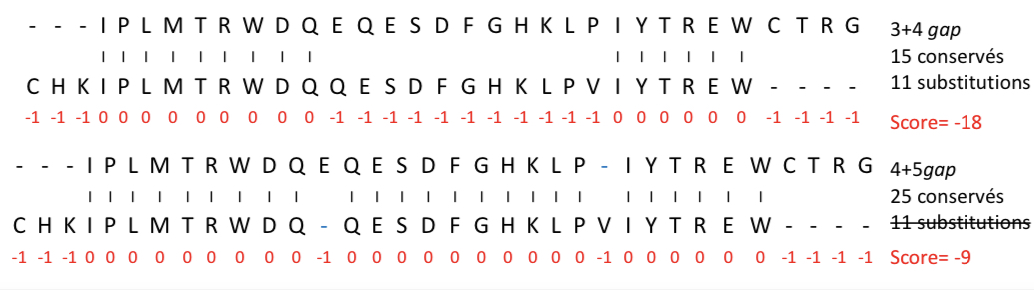 - - - I P L M T R W D Q E Q E S D F G H K L P I Y T R E W C T R G 3+4 gap
| | | | | | | | | | | | | | | 15 conservés
C H K I P L M T R W D Q Q E S D F G H K L P V I Y T R E W - - - - 11 substitutions
-1 -1 -1 0 0 0 0 0 0 0 0 0 -1 -1 -1 -1 -1 -1 -1 -1 -1 -1 -1 0 0 0 0 0 0 -1 -1 -1 -1 Score= -18
- - - I P L M T R W D Q E Q E S D F G H K L P - I Y T R E W C T R G 4+5gap
| | | | | | | | | | | | | | | | | | | | | | | | | 25 conservés
C H K I P L M T R W D Q - Q E S D F G H K L P V I Y T R E W - - - - 11 substitutions
-1 -1 -1 0 0 0 0 0 0 0 0 0 -1 0 0 0 0 0 0 0 0 0 0 -1 0 0 0 0 0 0 -1 -1 -1 -1 Score= -9